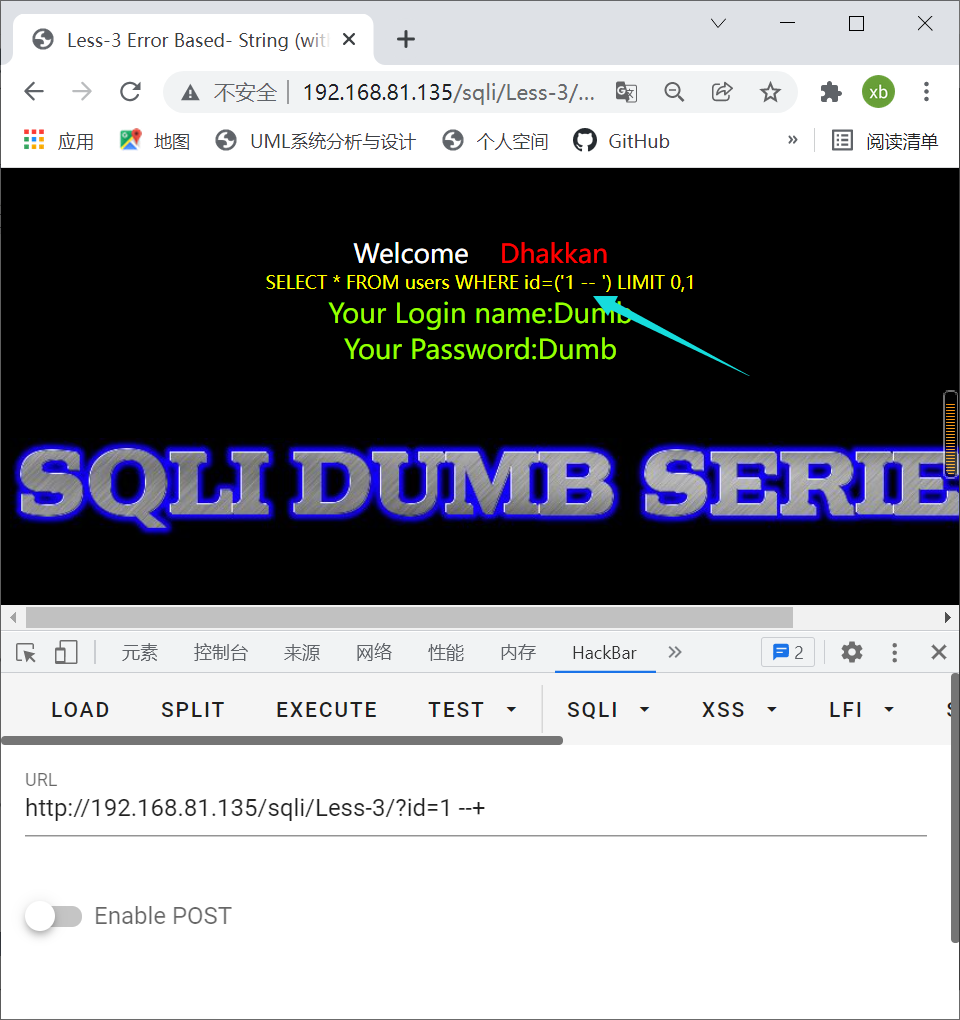 Less-3 Error Based- String (wit
不安全 192.168.81.135/sqli/Less-3/...
xb
应用 地图 UML系统分析与设计 个人空间 GitHub » 阅读清单
Welcome Dhakkan
SELECT * FROM users WHERE id=('1 -- ') LIMIT 0,1
Your Login name:Dumb
Your Password:Dumb
SQLI DUMB SERIE
元素 控制台 来源 网络 性能 内存 HackBar » 2
LOAD SPLIT EXECUTE TEST SQLI XSS LFI
URL
http://192.168.81.135/sqli/Less-3/?id=1 --+
Enable POST